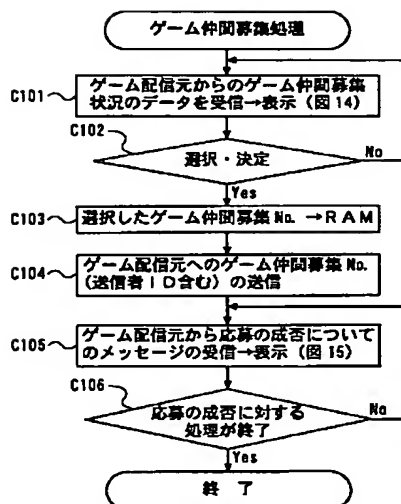 ゲーム仲間募集処理
C101
ゲーム配信元からのゲーム仲間募集
状況のデータを受信→表示（図14）
C102
選択・決定
No
Yes
C103
選択したゲーム仲間募集No.→RAM
C104
ゲーム配信元へのゲーム仲間募集No.
（送信者ID含む）の送信
C105
ゲーム配信元から応募の成否について
のメッセージの受信→表示（図15）
C106
応募の成否に対する
処理が終了
No
Yes
終了